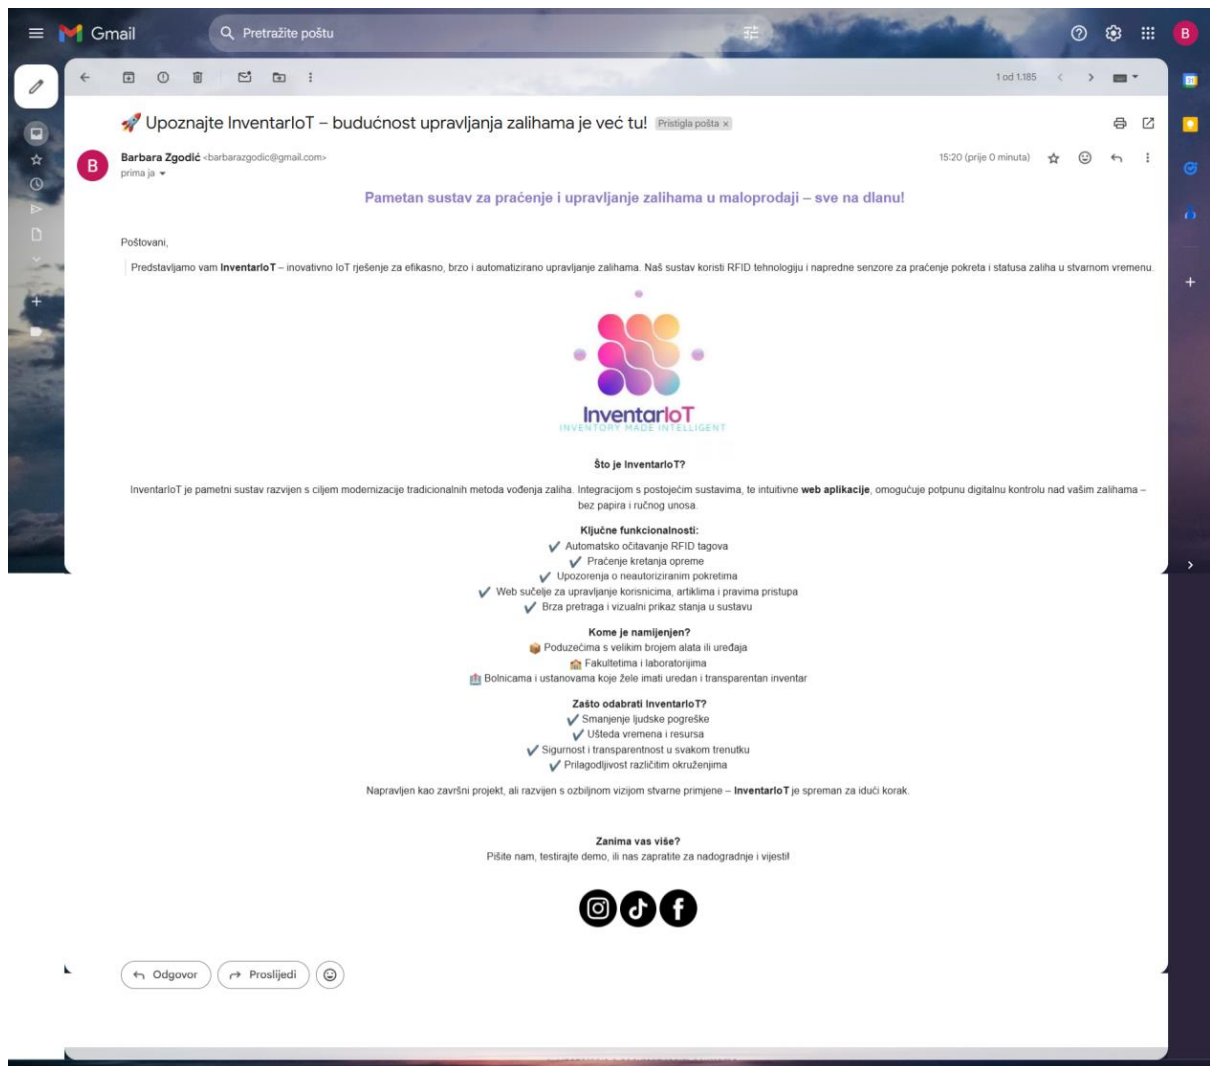 Gmail
Pretražite poštu
B
1 od 1.185
🚀 Upoznajte InventarIoT – budućnost upravljanja zalihama je već tu! Pristigla pošta ×
B
Barbara Zgodić <barbarazgodic@gmail.com>
15:20 (prije 0 minuta)
prima ja
Pametan sustav za praćenje i upravljanje zalihama u maloprodaji – sve na dlanu!
Poštovani,
Predstavljamo vam InventarIoT – inovativno IoT rješenje za efikasno, brzo i automatizirano upravljanje zalihama. Naš sustav koristi RFID tehnologiju i napredne senzore za praćenje pokreta i statusa zaliha u stvarnom vremenu.
InventarIoT
INVENTORY MADE INTELLIGENT
Što je InventarIoT?
InventarIoT je pametni sustav razvijen s ciljem modernizacije tradicionalnih metoda vođenja zaliha. Integracijom s postojećim sustavima, te intuitivne web aplikacije, omogućuje potpunu digitalnu kontrolu nad vašim zalihama –
bez papira i ručnog unosa.
Ključne funkcionalnosti:
✔ Automatsko očitavanje RFID tagova
✔ Praćenje kretanja opreme
✔ Upozorenja o neautoriziranim pokretima
✔ Web sučelje za upravljanje korisnicima, artiklima i pravima pristupa
✔ Brza pretraga i vizualni prikaz stanja u sustavu
Kome je namijenjen?
📦 Poduzećima s velikim brojem alata ili uređaja
🏫 Fakultetima i laboratorijima
🏥 Bolnicama i ustanovama koje žele imati uredan i transparentan inventar
Zašto odabrati InventarIoT?
✔ Smanjenje ljudske pogreške
✔ Ušteda vremena i resursa
✔ Sigurnost i transparentnost u svakom trenutku
✔ Prilagodljivost različitim okruženjima
Napravljen kao završni projekt, ali razvijen s ozbiljnom vizijom stvarne primjene – InventarIoT je spreman za idući korak.
Zanima vas više?
Pišite nam, testirajte demo, ili nas zapratite za nadogradnje i vijesti!
Odgovor
Proslijedi